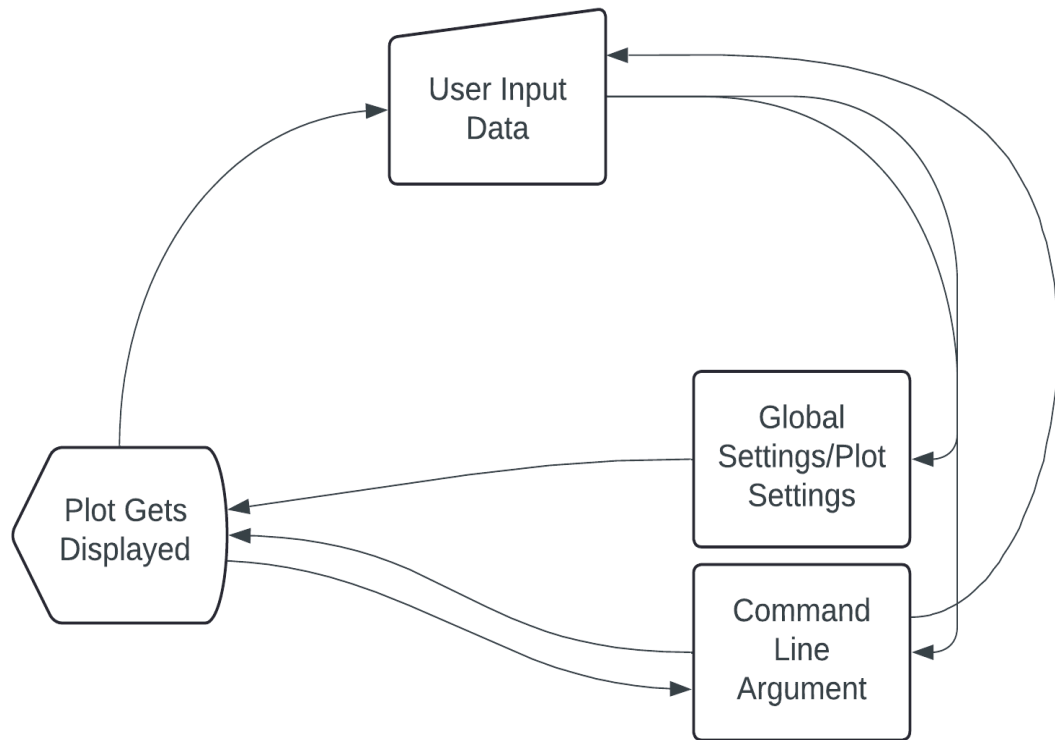 User Input
Data
Global
Settings/Plot
Settings
Plot Gets
Displayed
Command
Line
Argument